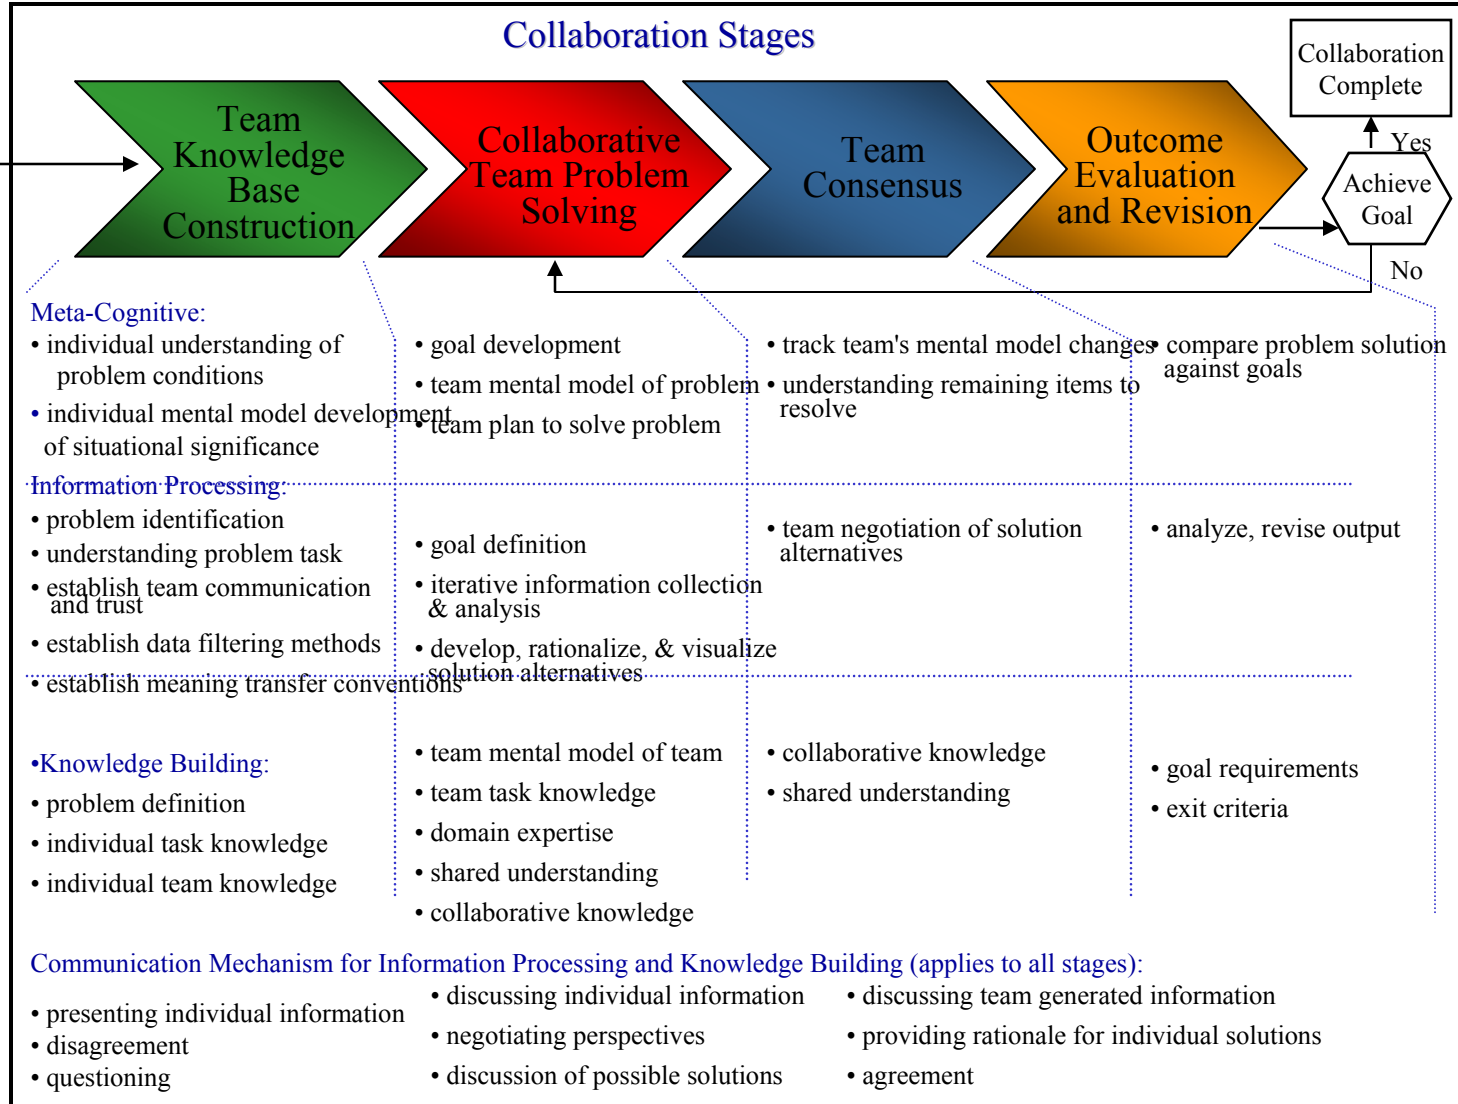 Collaboration Stages
Team
Knowledge
Base
Construction
Collaborative
Team Problem
Solving
Team
Consensus
Outcome
Evaluation
and Revision
Collaboration
Complete
Yes
Achieve
Goal
No
Meta-Cognitive:
• individual understanding of
problem conditions
• individual mental model development
of situational significance
• goal development
• team mental model of problem
• team plan to solve problem
• track team's mental model changes
• understanding remaining items to
resolve
• compare problem solution
against goals
Information Processing:
• problem identification
• understanding problem task
• establish team communication
and trust
• establish data filtering methods
• establish meaning transfer conventions
• goal definition
• iterative information collection
& analysis
• develop, rationalize, & visualize
solution alternatives
• team negotiation of solution
alternatives
• analyze, revise output
•Knowledge Building:
• problem definition
• individual task knowledge
• individual team knowledge
• team mental model of team
• team task knowledge
• domain expertise
• shared understanding
• collaborative knowledge
• collaborative knowledge
• shared understanding
• goal requirements
• exit criteria
Communication Mechanism for Information Processing and Knowledge Building (applies to all stages):
• presenting individual information
• disagreement
• questioning
• discussing individual information
• negotiating perspectives
• discussion of possible solutions
• discussing team generated information
• providing rationale for individual solutions
• agreement